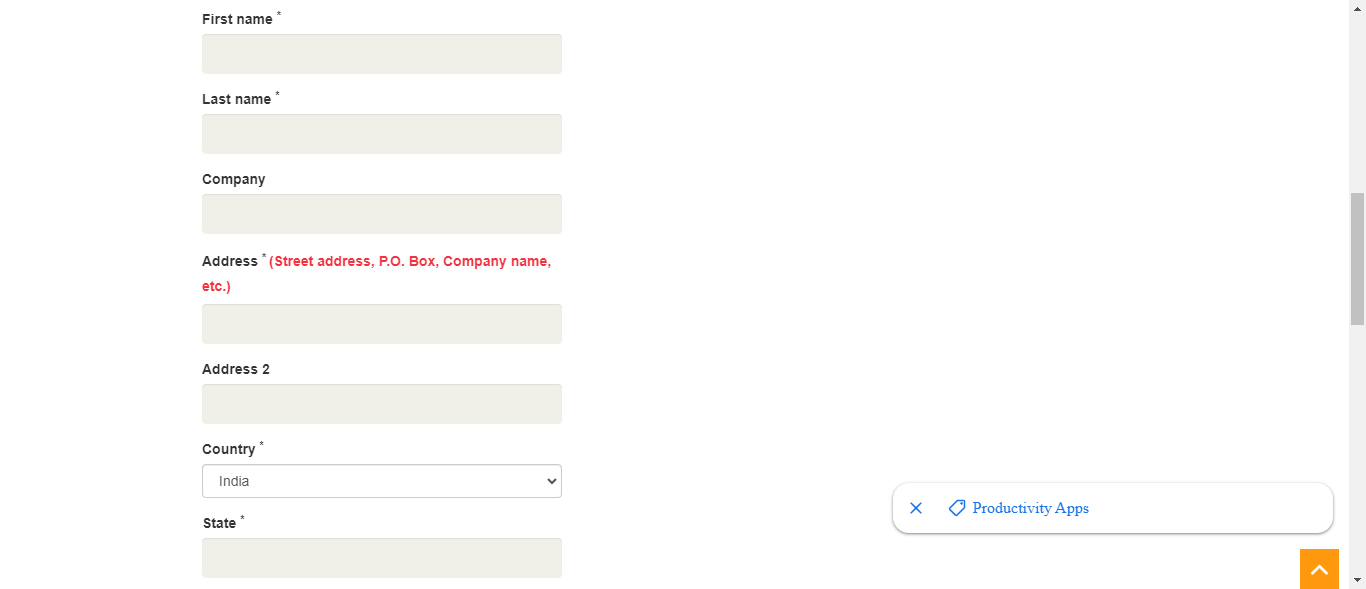 First name *
Last name *
Company
Address * (Street address, P.O. Box, Company name,
etc.)
Address 2
Country *
India
State *
Productivity Apps